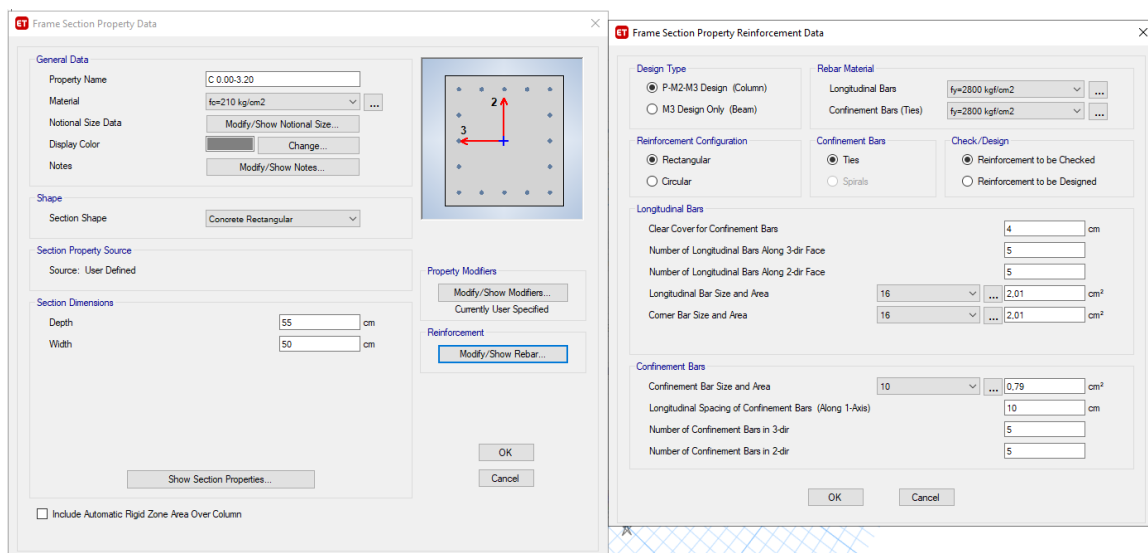 ET Frame Section Property Data
General Data
Property Name C 0.00-3.20
Material fc=210 kg/cm2 ...
Notional Size Data Modify/Show Notional Size...
Display Color Change...
Notes Modify/Show Notes...
Shape
Section Shape Concrete Rectangular
Section Property Source
Source: User Defined
Section Dimensions
Depth 55 cm
Width 50 cm
Show Section Properties...
Include Automatic Rigid Zone Area Over Column
2
3
Property Modifiers
Modify/Show Modifiers...
Currently User Specified
Reinforcement
Modify/Show Rebar...
OK
Cancel
ET Frame Section Property Reinforcement Data
Design Type
P-M2-M3 Design (Column)
M3 Design Only (Beam)
Rebar Material
Longitudinal Bars fy=2800 kgf/cm2 ...
Confinement Bars (Ties) fy=2800 kgf/cm2 ...
Reinforcement Configuration
Rectangular
Circular
Confinement Bars
Ties
Spirals
Check/Design
Reinforcement to be Checked
Reinforcement to be Designed
Longitudinal Bars
Clear Cover for Confinement Bars 4 cm
Number of Longitudinal Bars Along 3-dir Face 5
Number of Longitudinal Bars Along 2-dir Face 5
Longitudinal Bar Size and Area 16 ... 2,01 cm²
Corner Bar Size and Area 16 ... 2,01 cm²
Confinement Bars
Confinement Bar Size and Area 10 ... 0,79 cm²
Longitudinal Spacing of Confinement Bars (Along 1-Axis) 10 cm
Number of Confinement Bars in 3-dir 5
Number of Confinement Bars in 2-dir 5
OK
Cancel